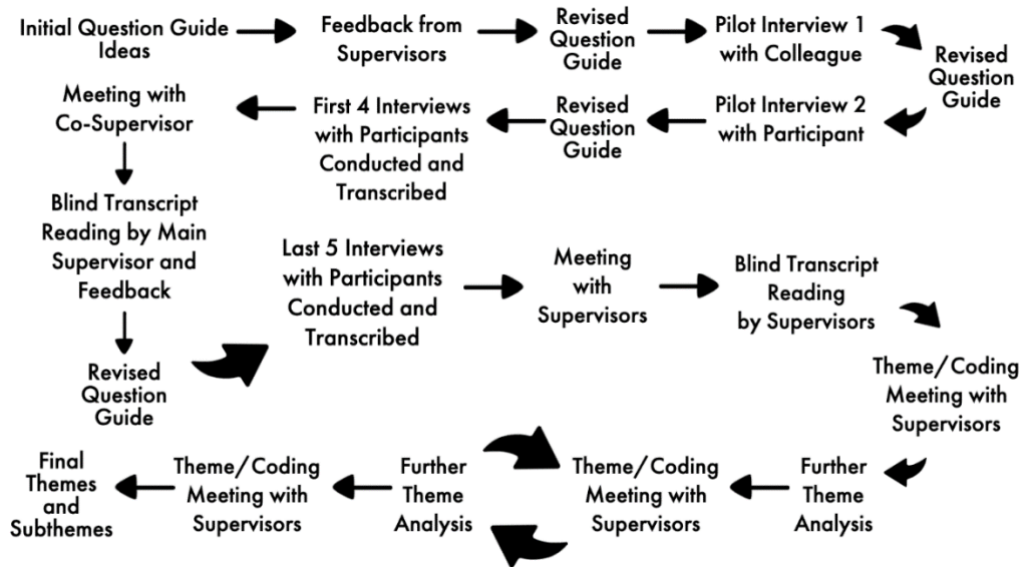 Initial Question Guide
Ideas
Feedback from
Supervisors
Revised
Question
Guide
Pilot Interview 1
with Colleague
Revised
Question
Guide
Pilot Interview 2
with Participant
Revised
Question
Guide
First 4 Interviews
with Participants
Conducted and
Transcribed
Meeting with
Co-Supervisor
Blind Transcript
Reading by Main
Supervisor and
Feedback
Revised
Question
Guide
Last 5 Interviews
with Participants
Conducted and
Transcribed
Meeting
with
Supervisors
Blind Transcript
Reading
by Supervisors
Theme/Coding
Meeting with
Supervisors
Further
Theme
Analysis
Theme/Coding
Meeting with
Supervisors
Further
Theme
Analysis
Theme/Coding
Meeting with
Supervisors
Final
Themes
and
Subthemes